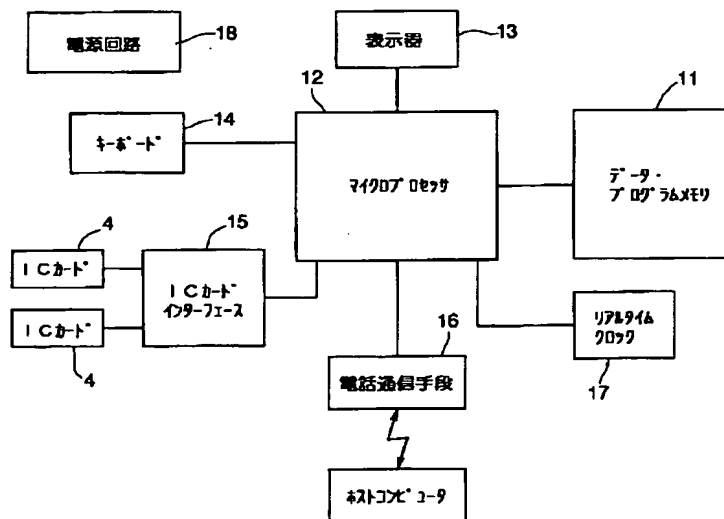 電源回路
18
表示器
13
12
11
14
キーボード
マイクロプロセッサ
データ・
プログラムメモリ
4
15
ICカード
ICカード
インターフェース
ICカード
4
16
リアルタイム
クロック
17
電話通信手段
ホストコンピュータ